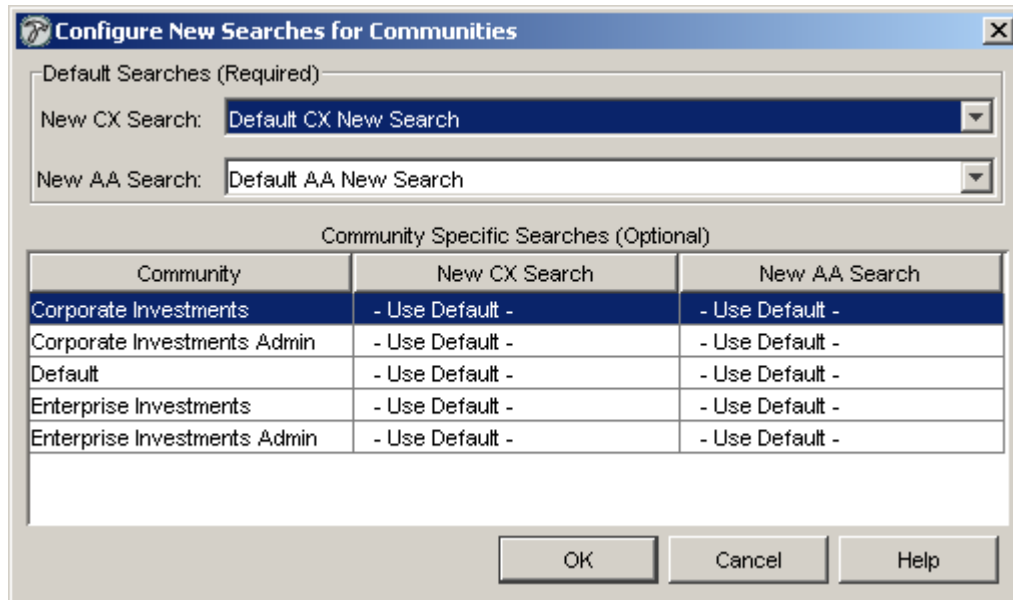 Configure New Searches for Communities
Default Searches (Required)
New CX Search: Default CX New Search
New AA Search: Default AA New Search
Community Specific Searches (Optional)
Community New CX Search New AA Search
Corporate Investments - Use Default - - Use Default -
Corporate Investments Admin - Use Default - - Use Default -
Default - Use Default - - Use Default -
Enterprise Investments - Use Default - - Use Default -
Enterprise Investments Admin - Use Default - - Use Default -
OK Cancel Help